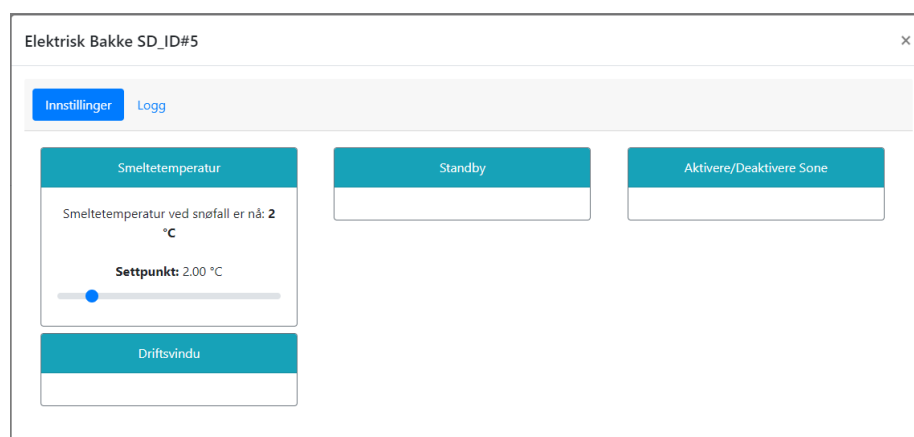 Elektrisk Bakke SD_ID#5
×
Innstillinger
Logg
Smeltetemperatur
Smeltetemperatur ved snøfall er nå: 2
°C
Settpunkt: 2.00 °C
Standby
Aktivere/Deaktivere Sone
Driftsvindu